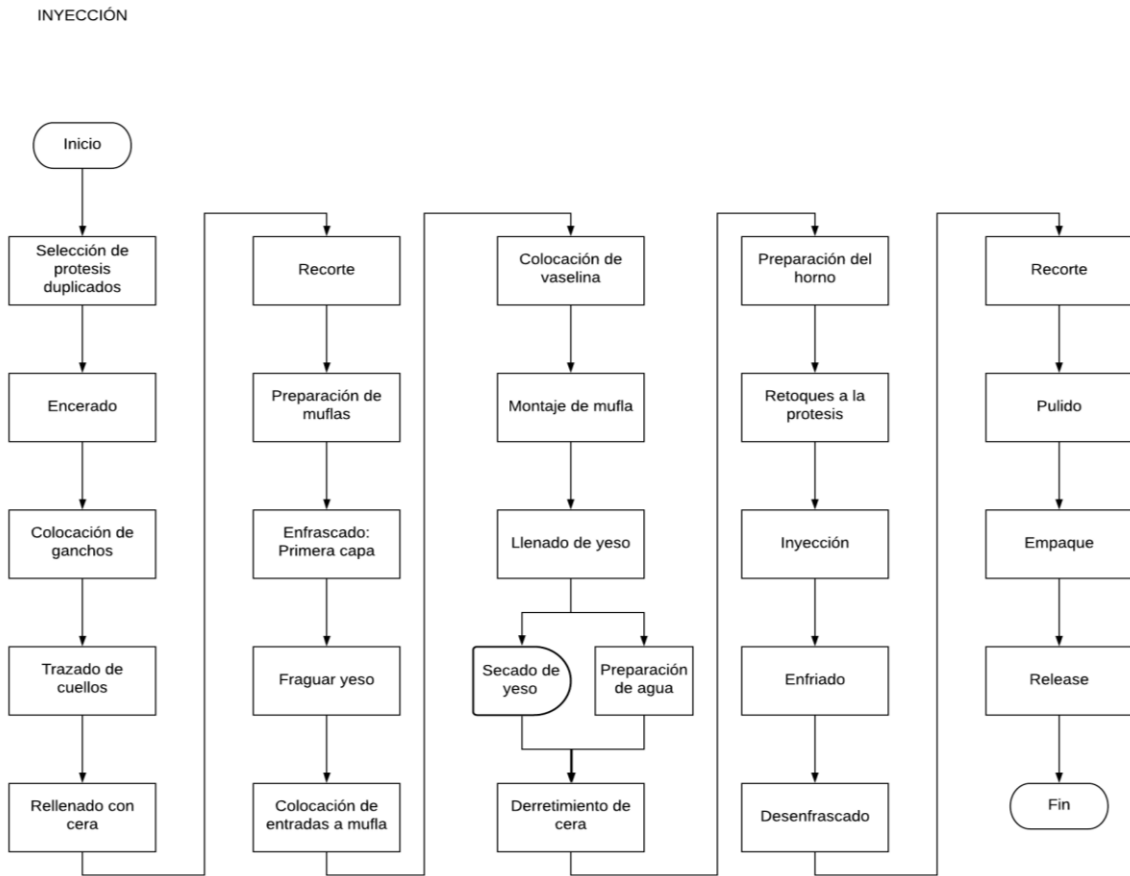 INYECCIÓN
Inicio
Selección de
protesis
duplicados
Encerado
Colocación de
ganchos
Trazado de
cuellos
Rellenado con
cera
Recorte
Preparación de
muflas
Enfrascado:
Primera capa
Fraguar yeso
Colocación de
entradas a mufla
Colocación de
vaselina
Montaje de mufla
Llenado de yeso
Secado de
yeso
Preparación
de agua
Derretimiento de
cera
Preparación del
horno
Retoques a la
protesis
Inyección
Enfriado
Desenfrascado
Recorte
Pulido
Empaque
Release
Fin